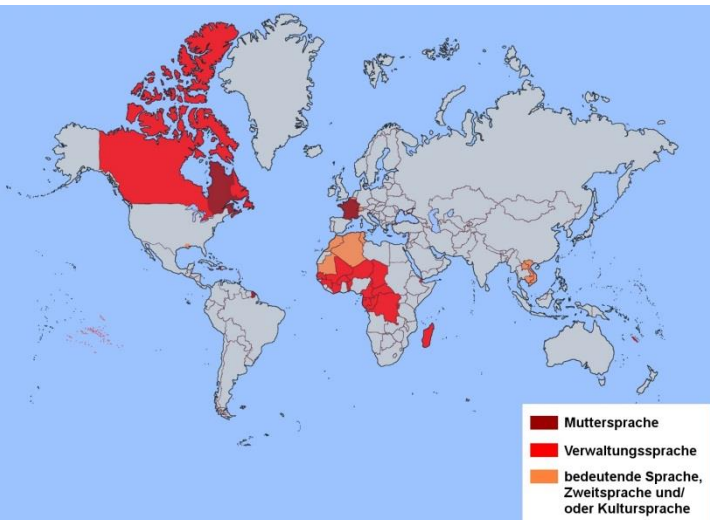 Muttersprache
Verwaltungssprache
bedeutende Sprache,
Zweitsprache und/
oder Kultursprache